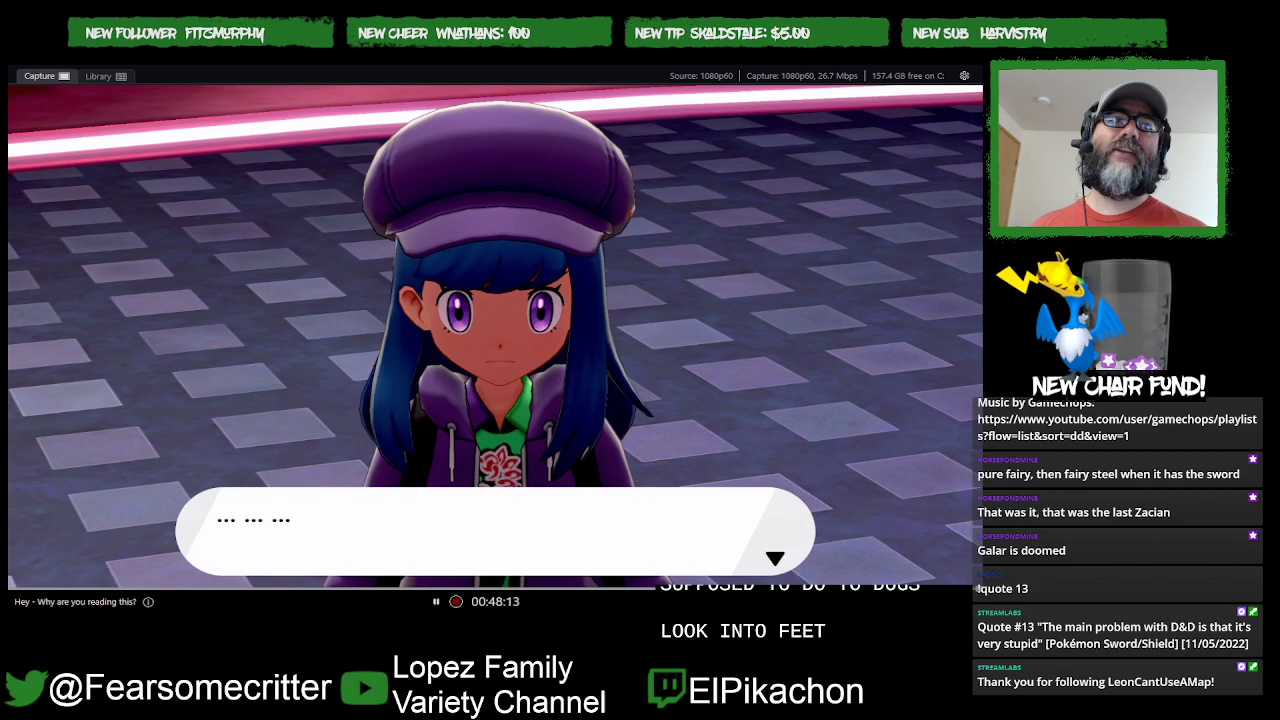 NEW FOLLOWER FITZMURPHY
NEW CHEER WNATHANS: 100
NEW TIP SKALDSTALE: $5.00
NEW SUB HARVISTRY
Capture
Library
Source: 1080p60
Capture: 1080p60, 26.7 Mbps
157.4 GB free on C:
... ... ...
Hey - Why are you reading this?
00:48:13
SUPPOSED TO DO TO DOGS
LOOK INTO FEET
NEW CHAIR FUND!
Music by Gamechops:
https://www.youtube.com/user/gamechops/playlist
s?flow=list&sort=dd&view=1
HORSEPONDMINE
pure fairy, then fairy steel when it has the sword
HORSEPONDMINE
That was it, that was the last Zacian
HORSEPONDMINE
Galar is doomed
!quote 13
STREAMLABS
Quote #13 "The main problem with D&D is that it's
very stupid" [Pokémon Sword/Shield] [11/05/2022]
STREAMLABS
Thank you for following LeonCantUseAMap!
@Fearsomecritter
Lopez Family
Variety Channel
ElPikachon